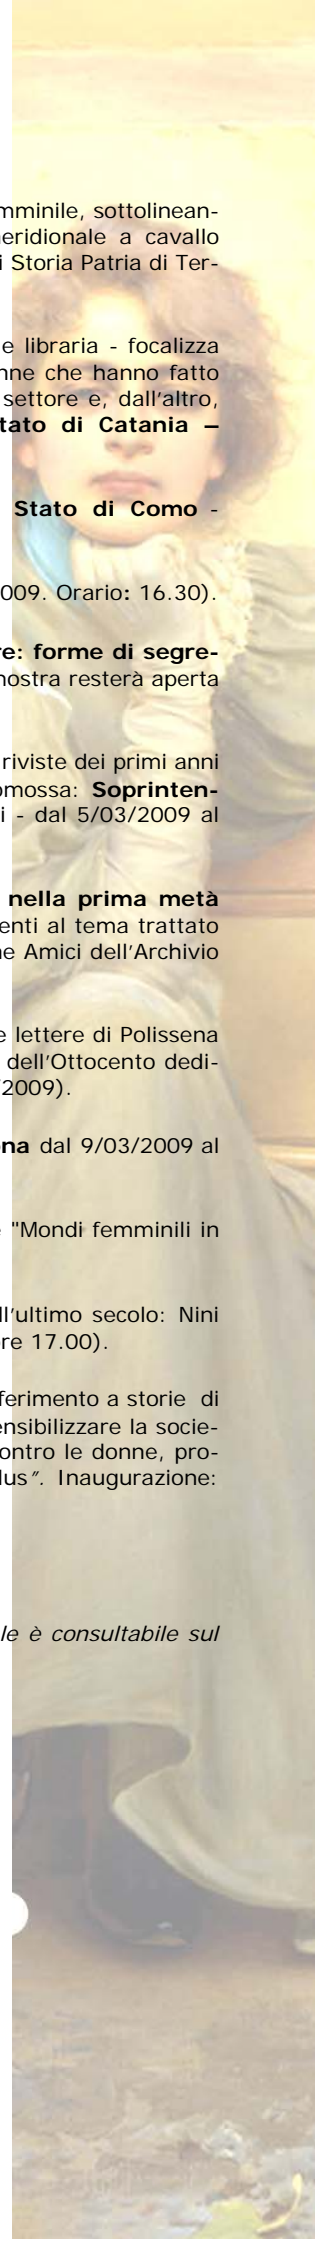 mminile, sottolinean-
eridionale a cavallo
i Storia Patria di Ter-
e libraria - focalizza
nne che hanno fatto
settore e, dall'altro,
tato di Catania –
Stato di Como -
009. Orario: 16.30).
re: forme di segre-
nostra resterà aperta
riviste dei primi anni
omossa: Soprinten-
i - dal 5/03/2009 al
nella prima metà
enti al tema trattato
ne Amici dell'Archivio
e lettere di Polissena
dell'Ottocento dedi-
/2009).
ona dal 9/03/2009 al
e "Mondi femminili in
ll'ultimo secolo: Nini
ore 17.00).
ferimento a storie di
ensibilizzare la socie-
ontro le donne, pro-
lus". Inaugurazione:
le è consultabile sul